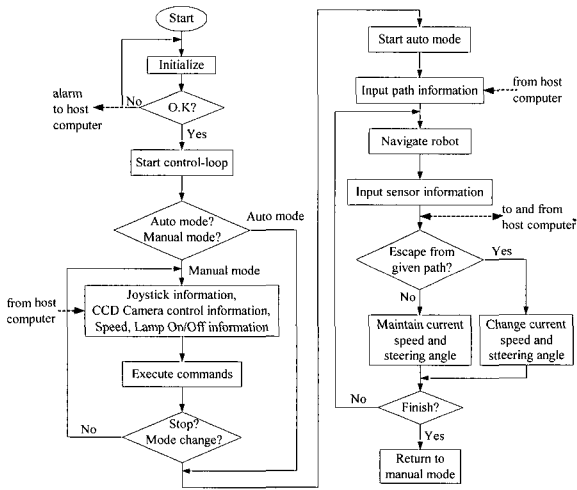 Start
Initialize
alarm
to host
computer
No
O.K?
Yes
Start control-loop
Auto mode?
Manual mode?
Auto mode
Manual mode
from host
computer
Joystick information,
CCD Camera control information,
Speed, Lamp On/Off information
Execute commands
Stop?
Mode change?
No
Start auto mode
Input path information
from host
computer
Navigate robot
Input sensor information
to and from
host computer
Escape from
given path?
Yes
No
Maintain current
speed and
steering angle
Change current
speed and
stteering angle
No
Finish?
Yes
Return to
manual mode